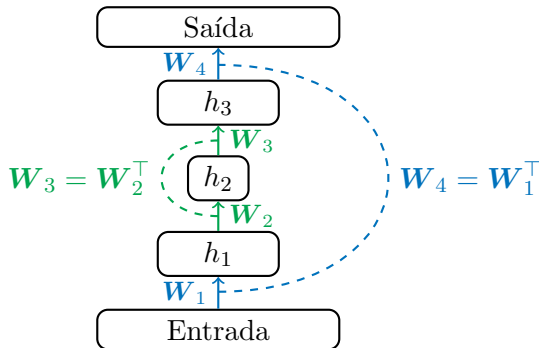 Saída
W₄
h₃
W₃
W₃ = W₂⊤
h₂
W₄ = W₁⊤
W₂
h₁
W₁
Entrada